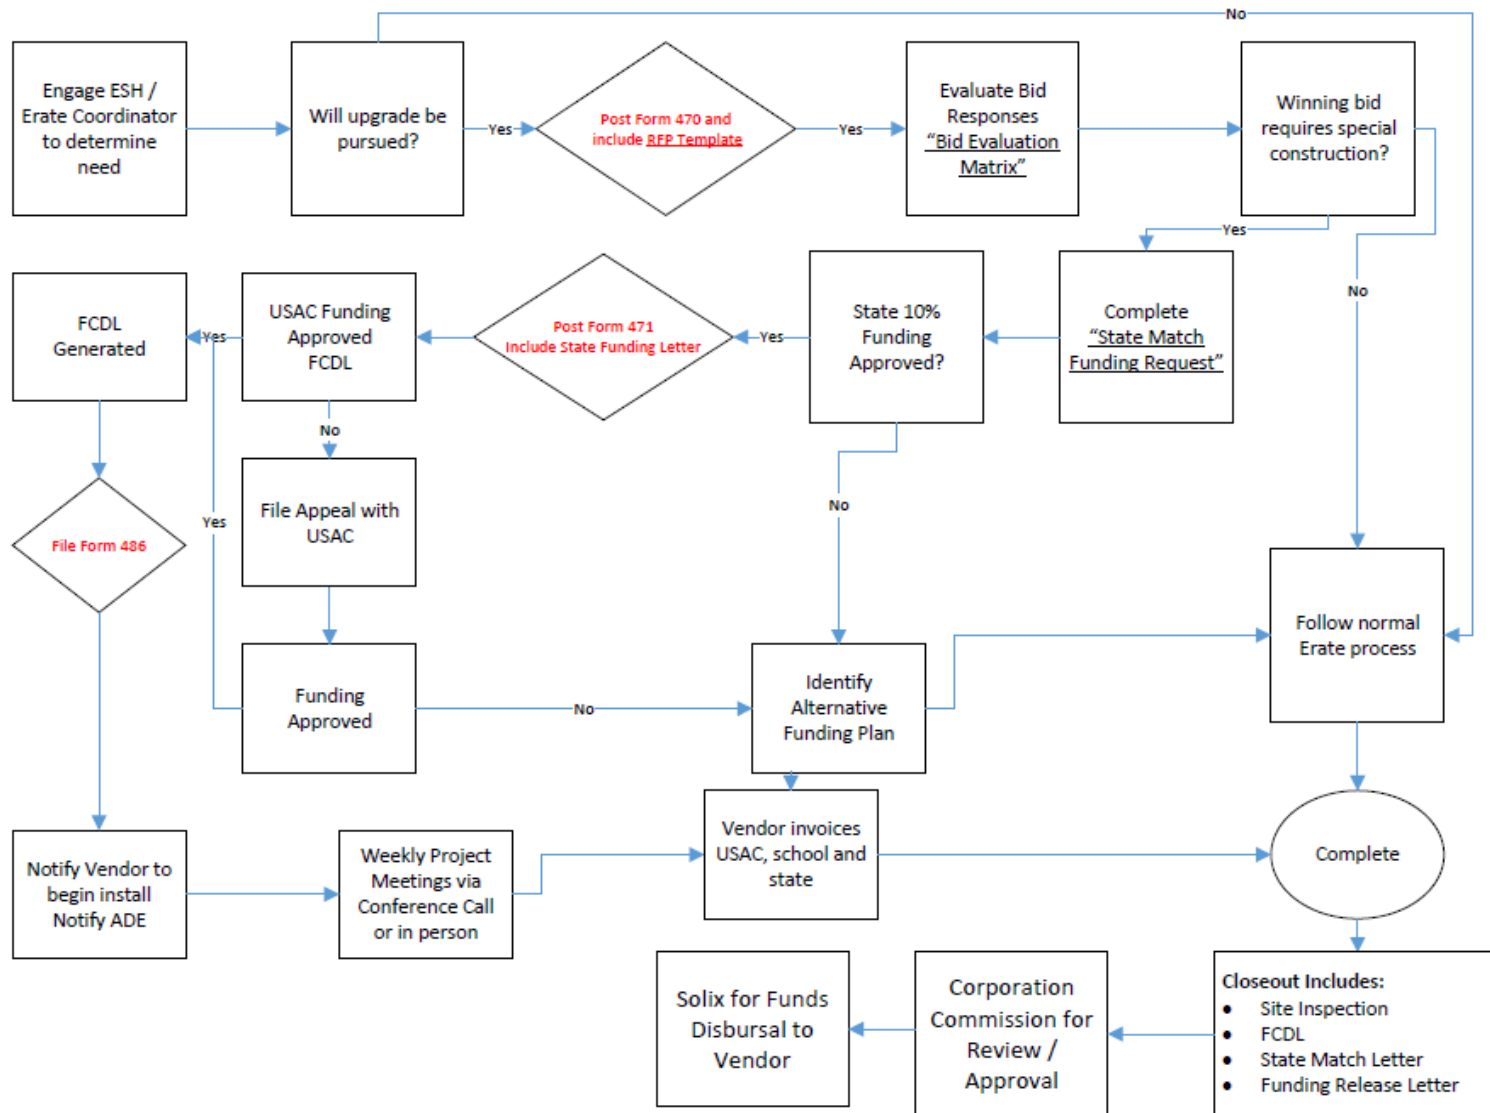 No
Engage ESH /
Erate Coordinator
to determine
need
Will upgrade be
pursued?
Yes
Post Form 470 and
include RFP Template
Yes
Evaluate Bid
Responses
“Bid Evaluation
Matrix”
Winning bid
requires special
construction?
Yes
No
FCDL
Generated
Yes
USAC Funding
Approved
FCDL
Post Form 471
Include State Funding Letter
Yes
State 10%
Funding
Approved?
Complete
“State Match
Funding Request”
No
No
File Form 486
Yes
File Appeal with
USAC
Funding
Approved
No
Identify
Alternative
Funding Plan
Follow normal
Erate process
Notify Vendor to
begin install
Notify ADE
Weekly Project
Meetings via
Conference Call
or in person
Vendor invoices
USAC, school and
state
Complete
Solix for Funds
Disbursal to
Vendor
Corporation
Commission for
Review /
Approval
Closeout Includes:
• Site Inspection
• FCDL
• State Match Letter
• Funding Release Letter